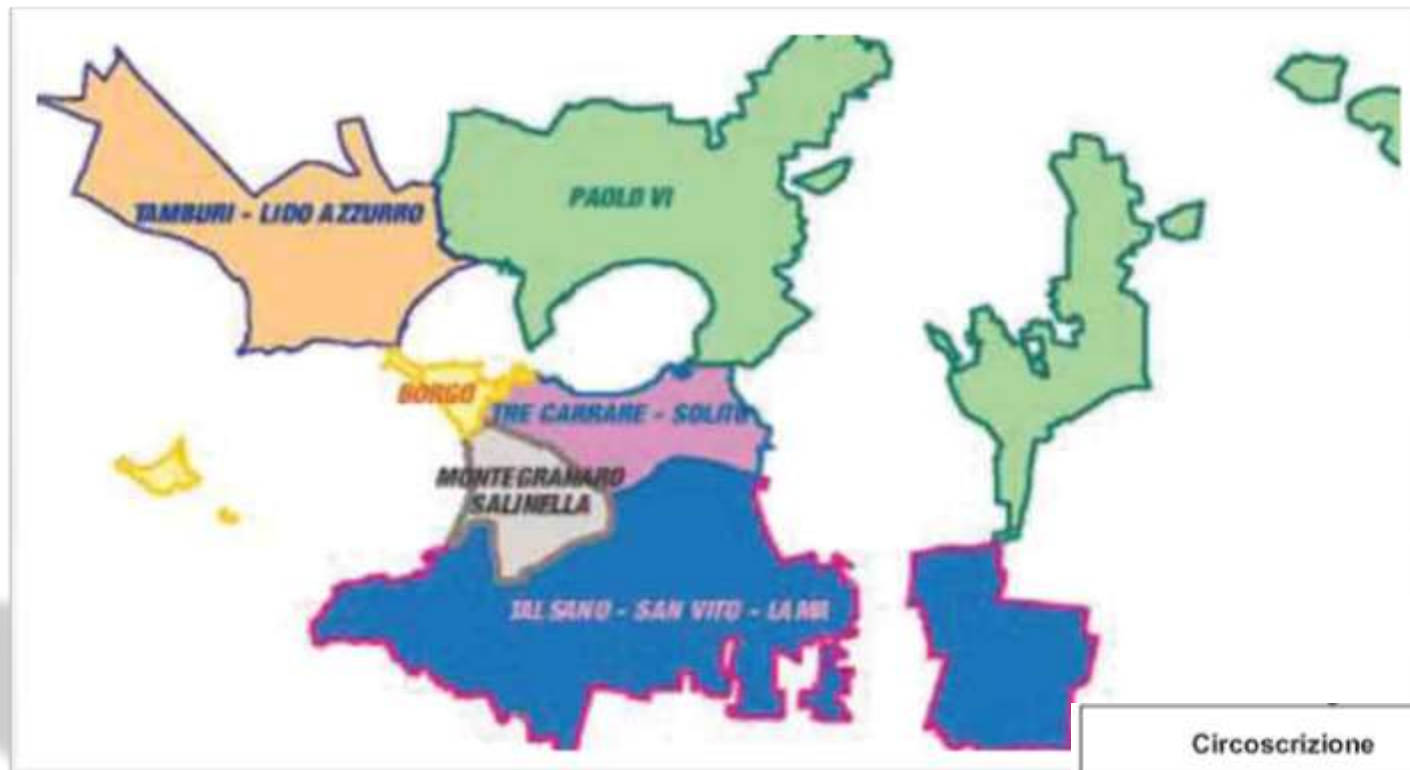 TAMBURI - LIDO AZZURRO
PAOLO VI
BORGO
TRE CARRARE - SOLITO
MONTEGRANARO
SALINELLA
TALSANO - SAN VITO - LAMA
Circoscrizione